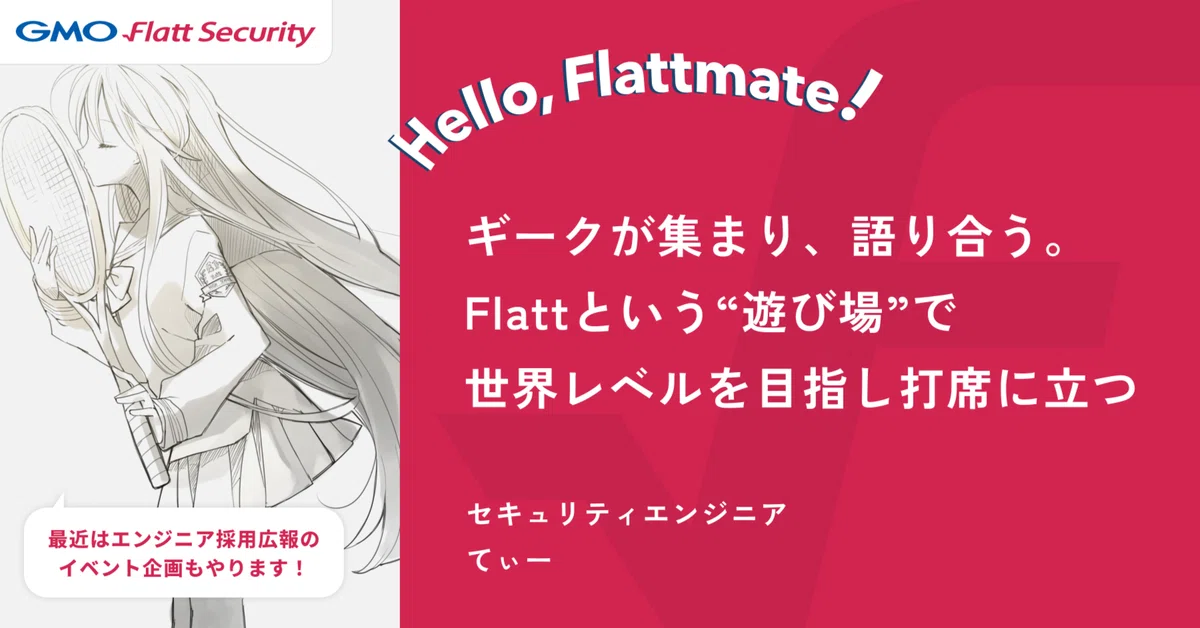 GMO Flatt Security
Hello, Flattmate!
ギークが集まり、語り合う。
Flattという“遊び場”で
世界レベルを目指し打席に立つ
セキュリティエンジニア
てぃー
最近はエンジニア採用広報の
イベント企画もやります！